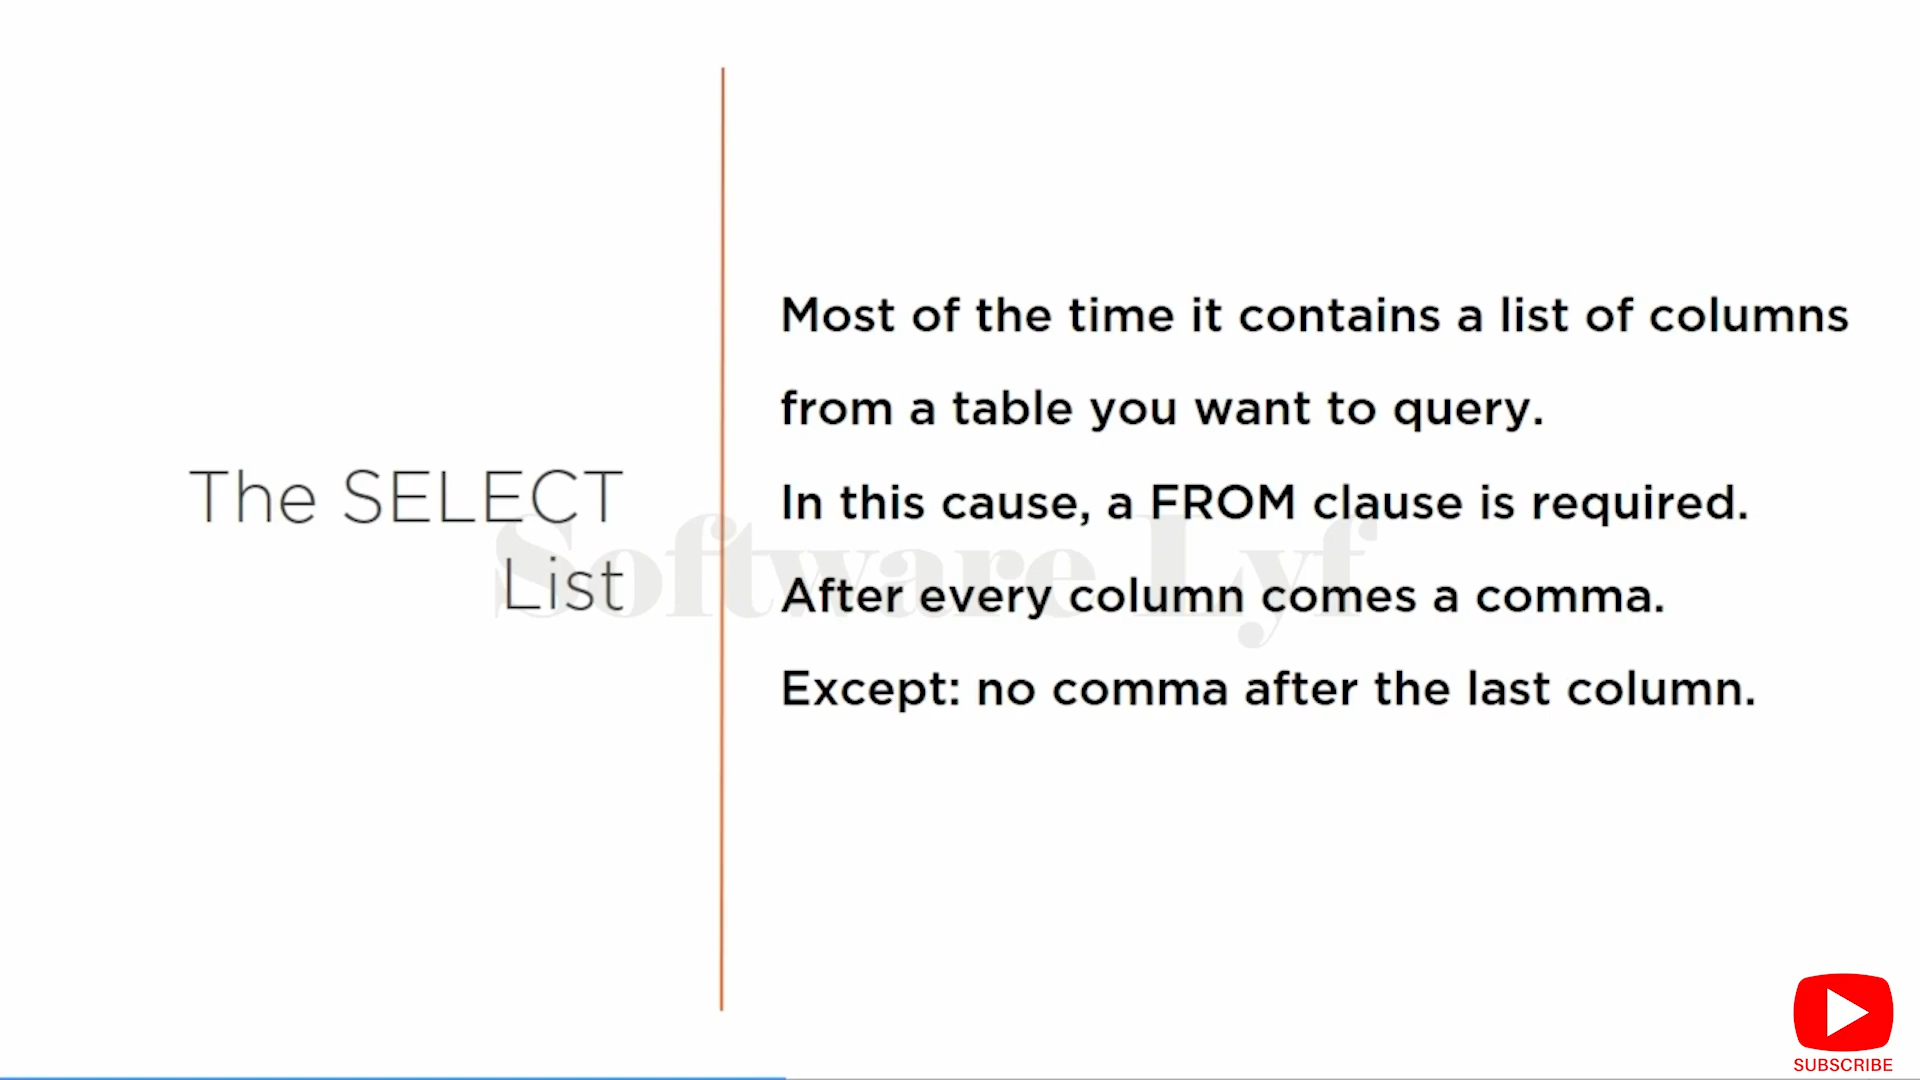 The SELECT
List
Most of the time it contains a list of columns
from a table you want to query.
In this cause, a FROM clause is required.
After every column comes a comma.
Except: no comma after the last column.
Software Lyf
SUBSCRIBE